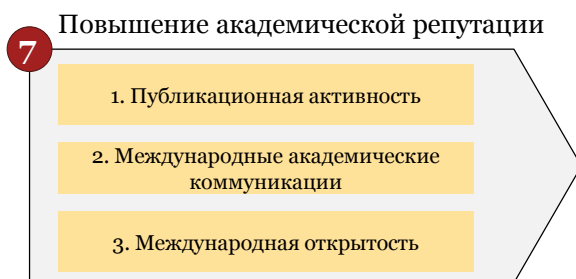 Повышение академической репутации
7
1. Публикационная активность
2. Международные академические
коммуникации
3. Международная открытость